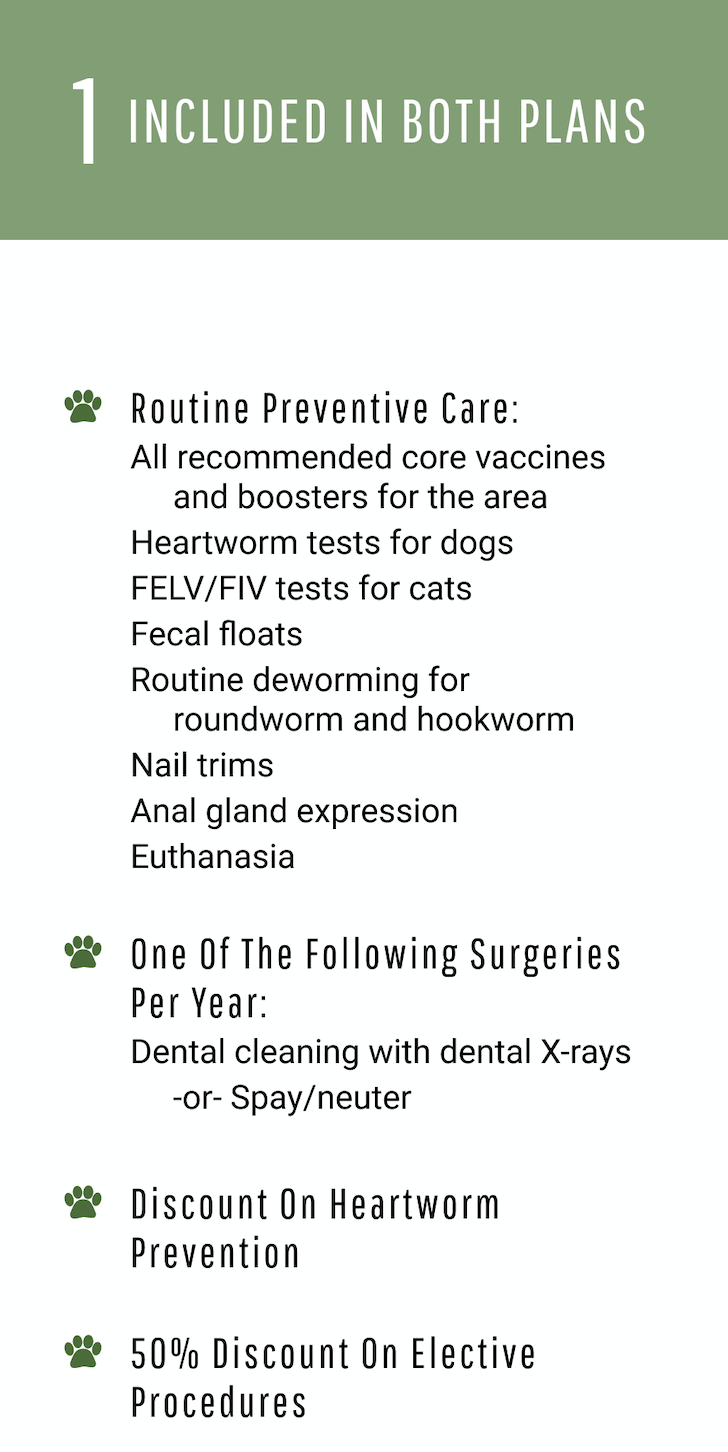 1 INCLUDED IN BOTH PLANS
Routine Preventive Care:
All recommended core vaccines
and boosters for the area
Heartworm tests for dogs
FELV/FIV tests for cats
Fecal floats
Routine deworming for
roundworm and hookworm
Nail trims
Anal gland expression
Euthanasia
One Of The Following Surgeries
Per Year:
Dental cleaning with dental X-rays
-or- Spay/neuter
Discount On Heartworm
Prevention
50% Discount On Elective
Procedures